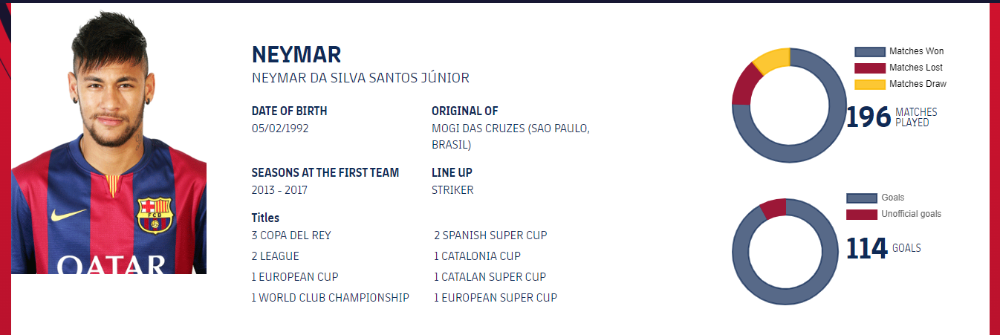 NEYMAR
NEYMAR DA SILVA SANTOS JÚNIOR
DATE OF BIRTH
05/02/1992
ORIGINAL OF
MOGI DAS CRUZES (SAO PAULO,
BRASIL)
SEASONS AT THE FIRST TEAM
2013 - 2017
LINE UP
STRIKER
Titles
3 COPA DEL REY
2 SPANISH SUPER CUP
2 LEAGUE
1 CATALONIA CUP
1 EUROPEAN CUP
1 CATALAN SUPER CUP
1 WORLD CLUB CHAMPIONSHIP
1 EUROPEAN SUPER CUP
Matches Won
Matches Lost
Matches Draw
196 MATCHES
PLAYED
Goals
Unofficial goals
114 GOALS
FCB
QATAR